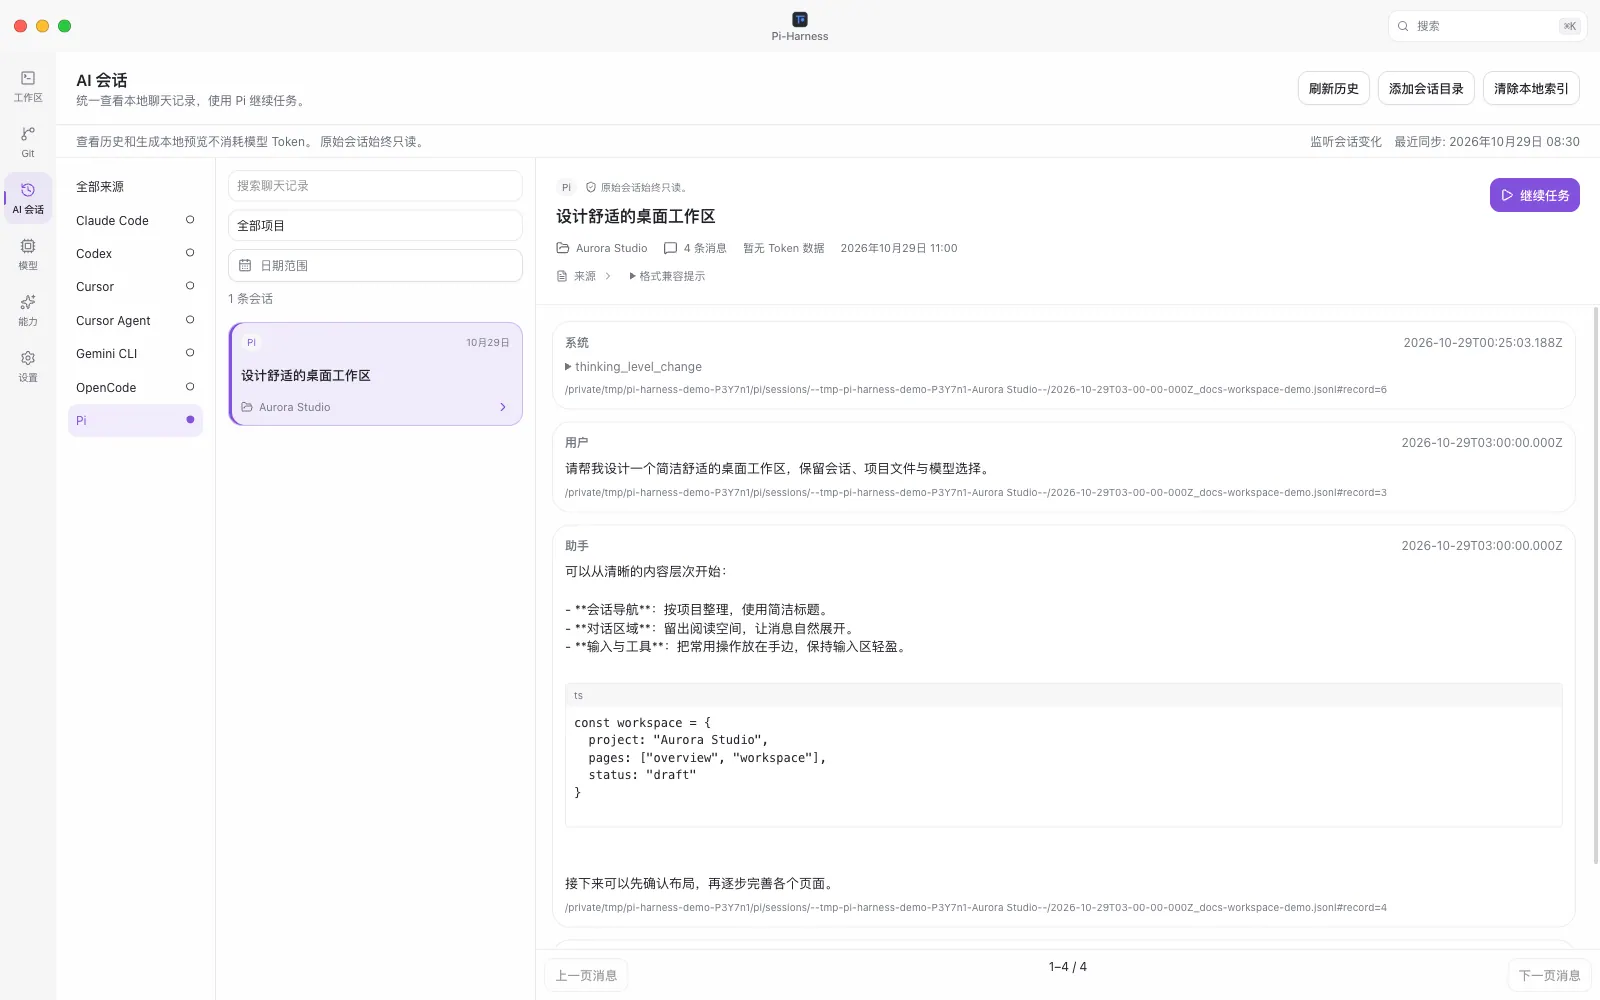 Pi-Harness
搜索
⌘K
工作区
Git
AI 会话
模型
能力
设置
AI 会话
统一查看本地聊天记录，使用 Pi 继续任务。
刷新历史
添加会话目录
清除本地索引
查看历史和生成本地预览不消耗模型 Token。 原始会话始终只读。
监听会话变化 最近同步: 2026年10月29日 08:30
全部来源
Claude Code
Codex
Cursor
Cursor Agent
Gemini CLI
OpenCode
Pi
搜索聊天记录
全部项目
日期范围
1 条会话
Pi
10月29日
设计舒适的桌面工作区
Aurora Studio
Pi 原始会话始终只读。
设计舒适的桌面工作区
继续任务
Aurora Studio 4 条消息 暂无 Token 数据 2026年10月29日 11:00
来源 格式兼容提示
系统 2026-10-29T00:25:03.188Z
thinking_level_change
/private/tmp/pi-harness-demo-P3Y7n1/pi/sessions/--tmp-pi-harness-demo-P3Y7n1-Aurora Studio--/2026-10-29T03-00-00-000Z_docs-workspace-demo.jsonl#record=6
用户 2026-10-29T03:00:00.000Z
请帮我设计一个简洁舒适的桌面工作区，保留会话、项目文件与模型选择。
/private/tmp/pi-harness-demo-P3Y7n1/pi/sessions/--tmp-pi-harness-demo-P3Y7n1-Aurora Studio--/2026-10-29T03-00-00-000Z_docs-workspace-demo.jsonl#record=3
助手 2026-10-29T03:00:00.000Z
可以从清晰的内容层次开始：
- **会话导航**：按项目整理，使用简洁标题。
- **对话区域**：留出阅读空间，让消息自然展开。
- **输入与工具**：把常用操作放在手边，保持输入区轻盈。
ts
const workspace = {
  project: "Aurora Studio",
  pages: ["overview", "workspace"],
  status: "draft"
}
接下来可以先确认布局，再逐步完善各个页面。
/private/tmp/pi-harness-demo-P3Y7n1/pi/sessions/--tmp-pi-harness-demo-P3Y7n1-Aurora Studio--/2026-10-29T03-00-00-000Z_docs-workspace-demo.jsonl#record=4
上一页消息
1–4 / 4
下一页消息